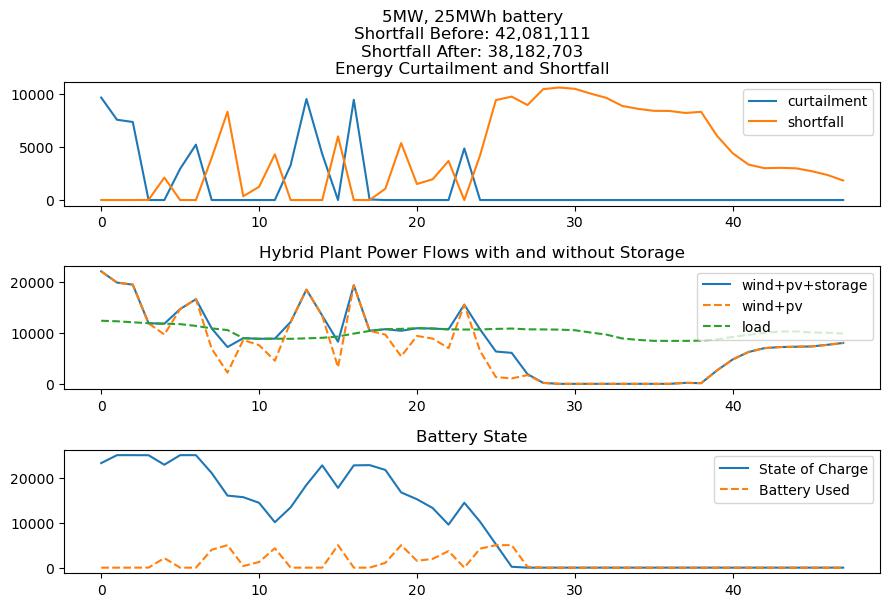 5MW, 25MWh battery
Shortfall Before: 42,081,111
Shortfall After: 38,182,703
Energy Curtailment and Shortfall
10000
5000
0
curtailment
shortfall
0 10 20 30 40
Hybrid Plant Power Flows with and without Storage
20000
10000
0
wind+pv+storage
wind+pv
load
0 10 20 30 40
Battery State
20000
10000
0
State of Charge
Battery Used
0 10 20 30 40